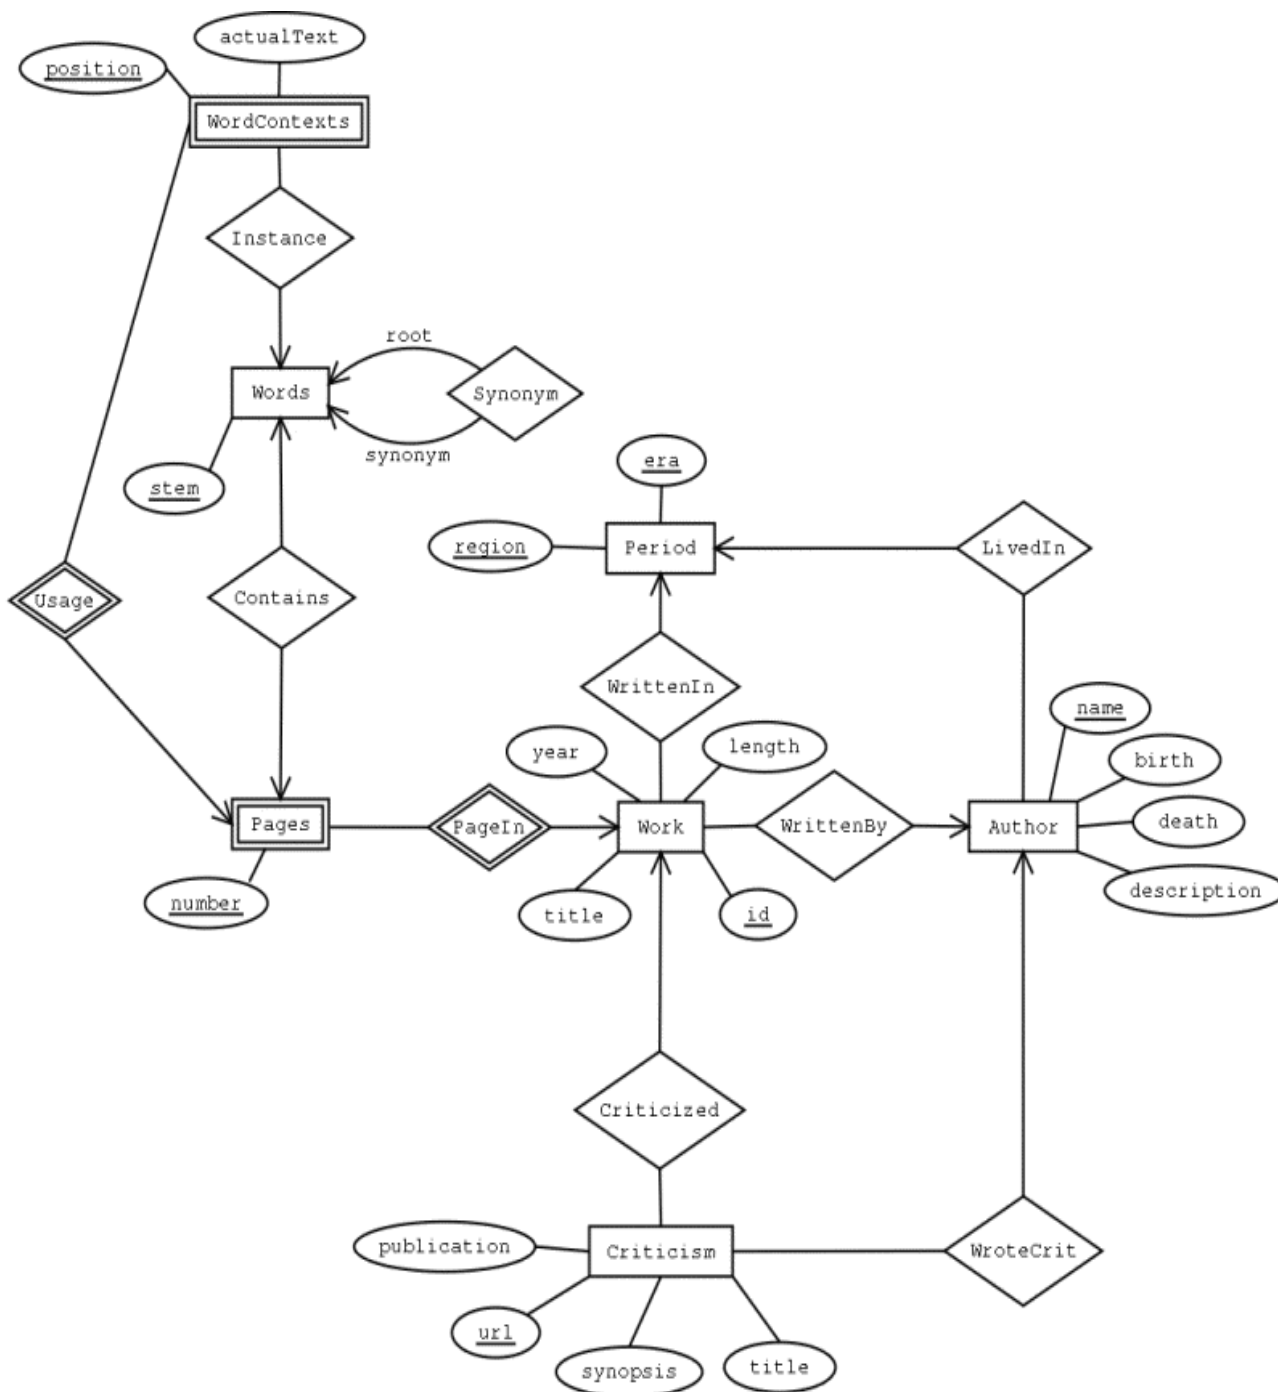 actualText
position
WordContexts
Instance
root
Words
Synonym
synonym
era
stem
region
Period
LivedIn
Usage
Contains
WrittenIn
name
year
length
birth
Pages
PageIn
Work
WrittenBy
Author
death
description
number
title
id
Criticized
publication
Criticism
WroteCrit
url
synopsis
title